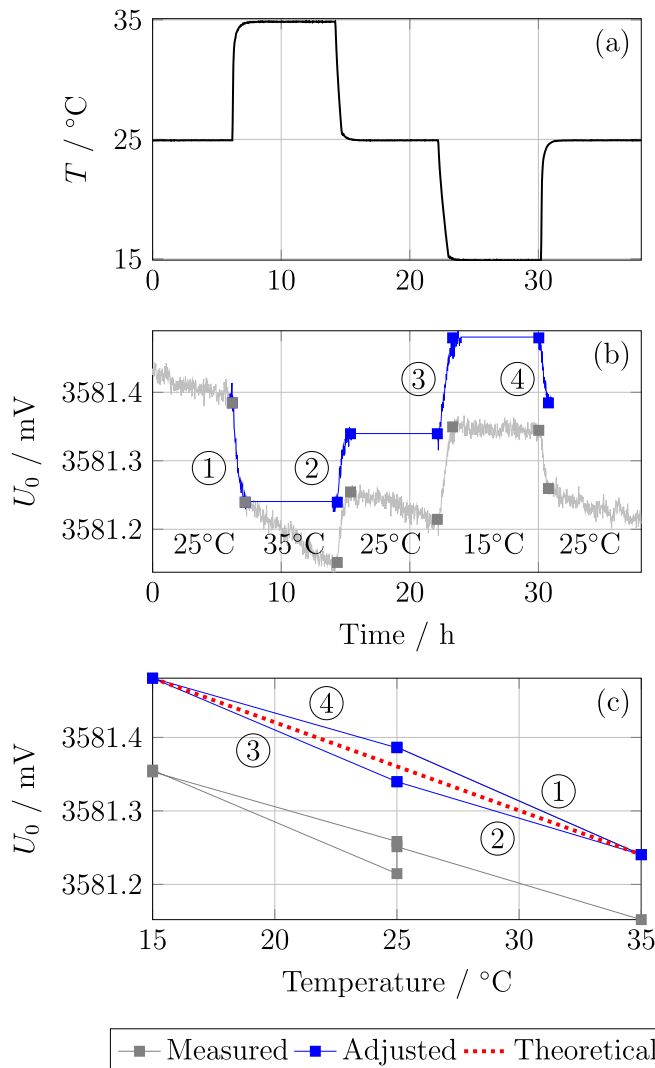 35
(a)
T / °C
25
15
0 10 20 30
(b)
3581.4
3 4
U₀ / mV
3581.3
1 2
3581.2
25°C 35°C 25°C 15°C 25°C
0 10 20 30
Time / h
(c)
4
3581.4
3
U₀ / mV
1
3581.3
2
3581.2
15 20 25 30 35
Temperature / °C
Measured Adjusted Theoretical